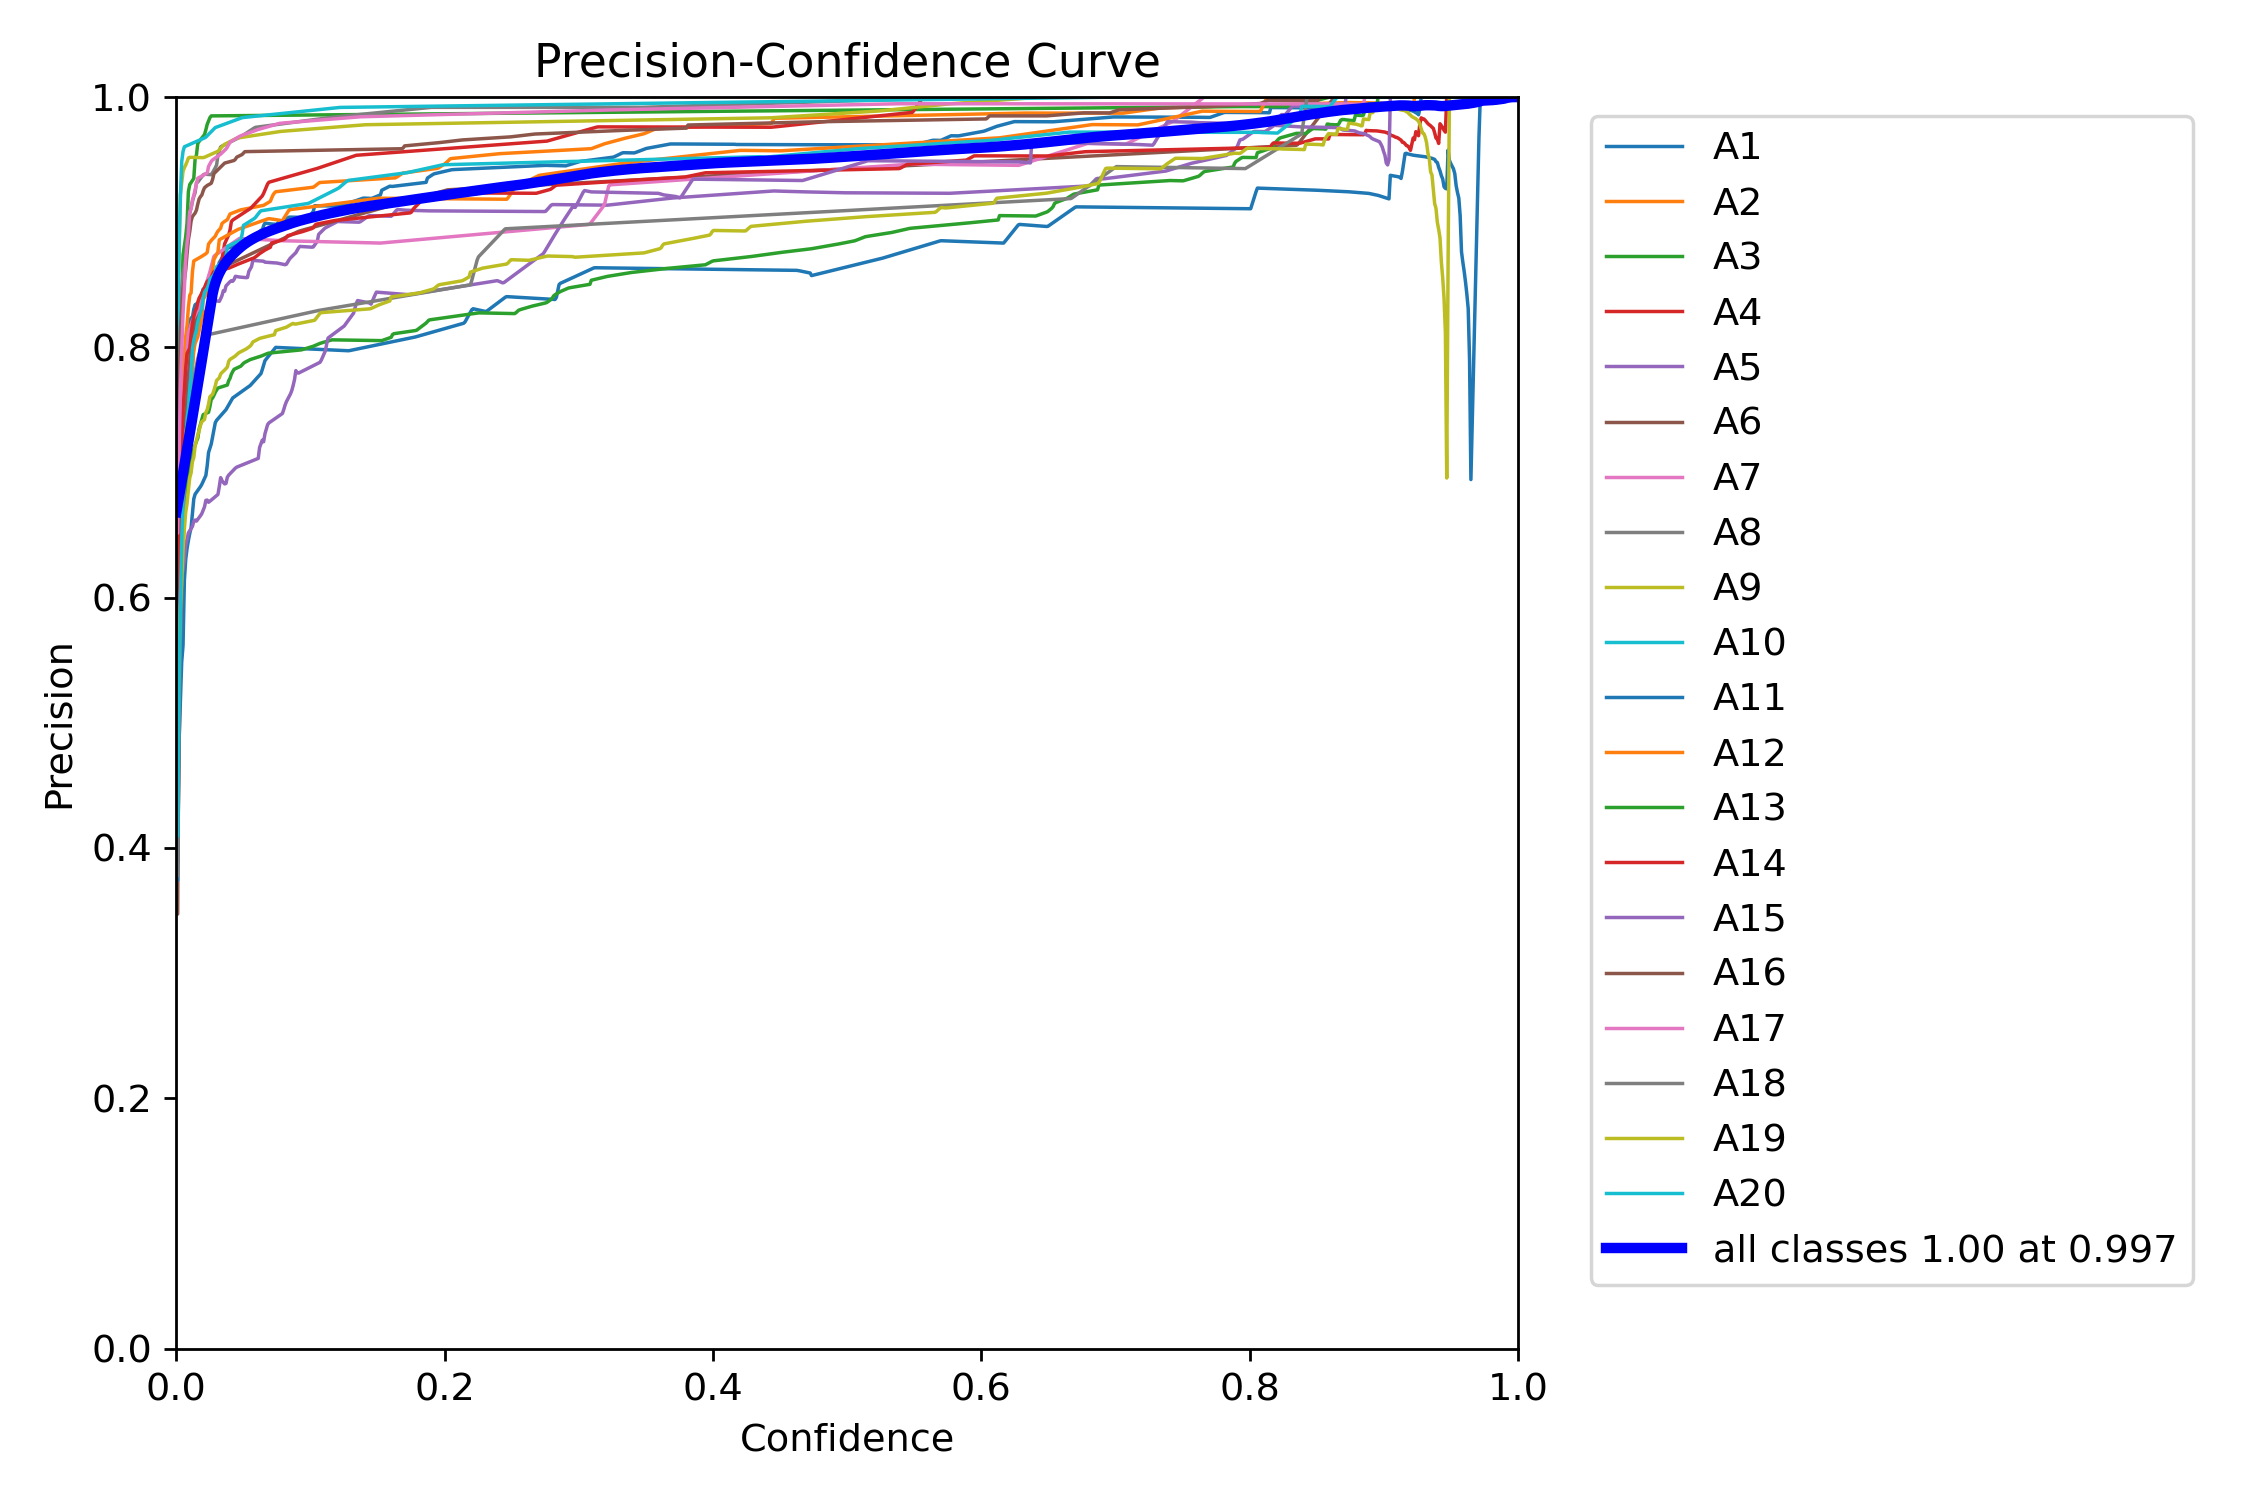 Precision-Confidence Curve
1.0
0.8
0.6
0.4
0.2
0.0
Precision
0.0 0.2 0.4 0.6 0.8 1.0
Confidence
A1
A2
A3
A4
A5
A6
A7
A8
A9
A10
A11
A12
A13
A14
A15
A16
A17
A18
A19
A20
all classes 1.00 at 0.997